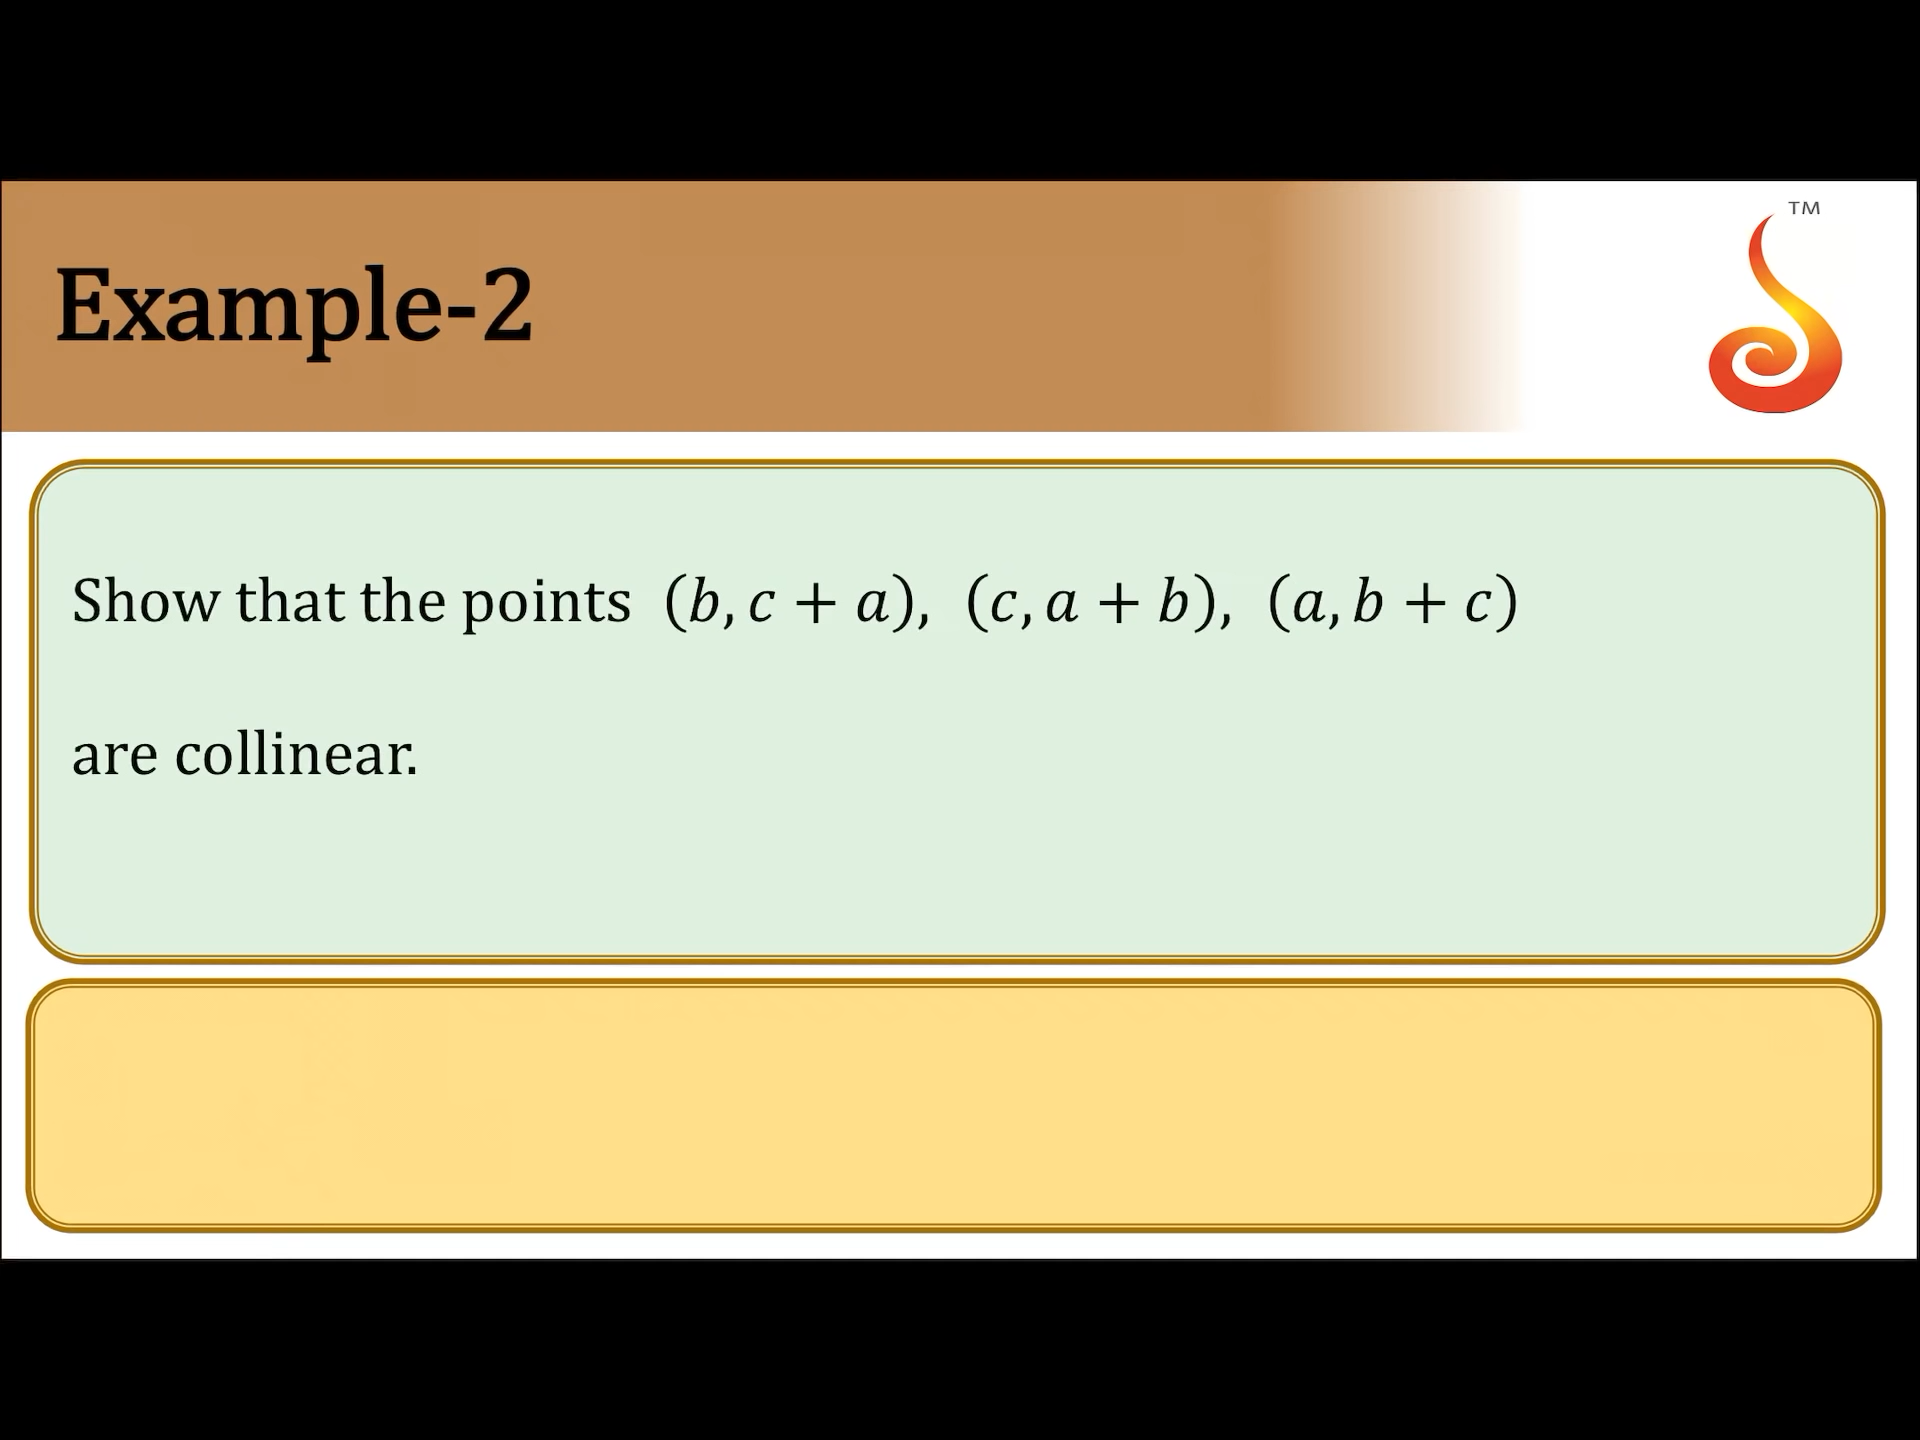 TM
Example-2
Show that the points (b, c + a), (c, a + b), (a, b + c)
are collinear.